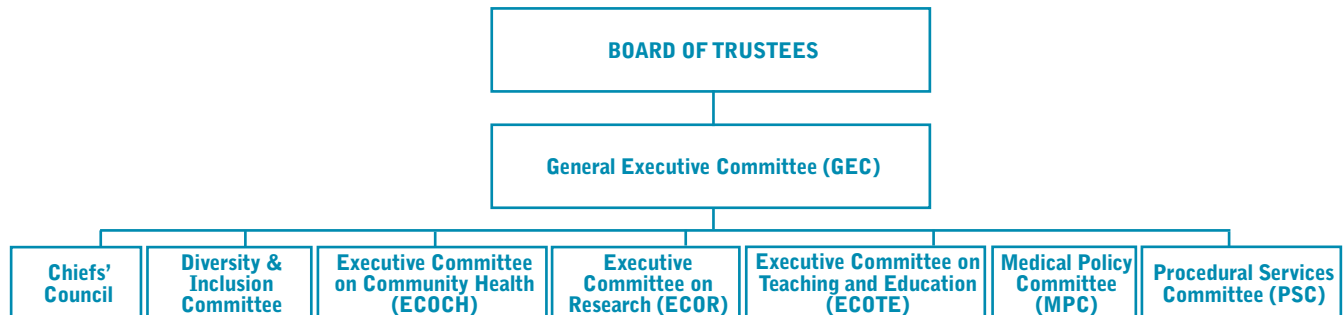 BOARD OF TRUSTEES
General Executive Committee (GEC)
Chiefs'
Council
Diversity &
Inclusion
Committee
Executive Committee
on Community Health
(ECOCH)
Executive
Committee on
Research (ECOR)
Executive Committee on
Teaching and Education
(ECOTE)
Medical Policy
Committee
(MPC)
Procedural Services
Committee (PSC)